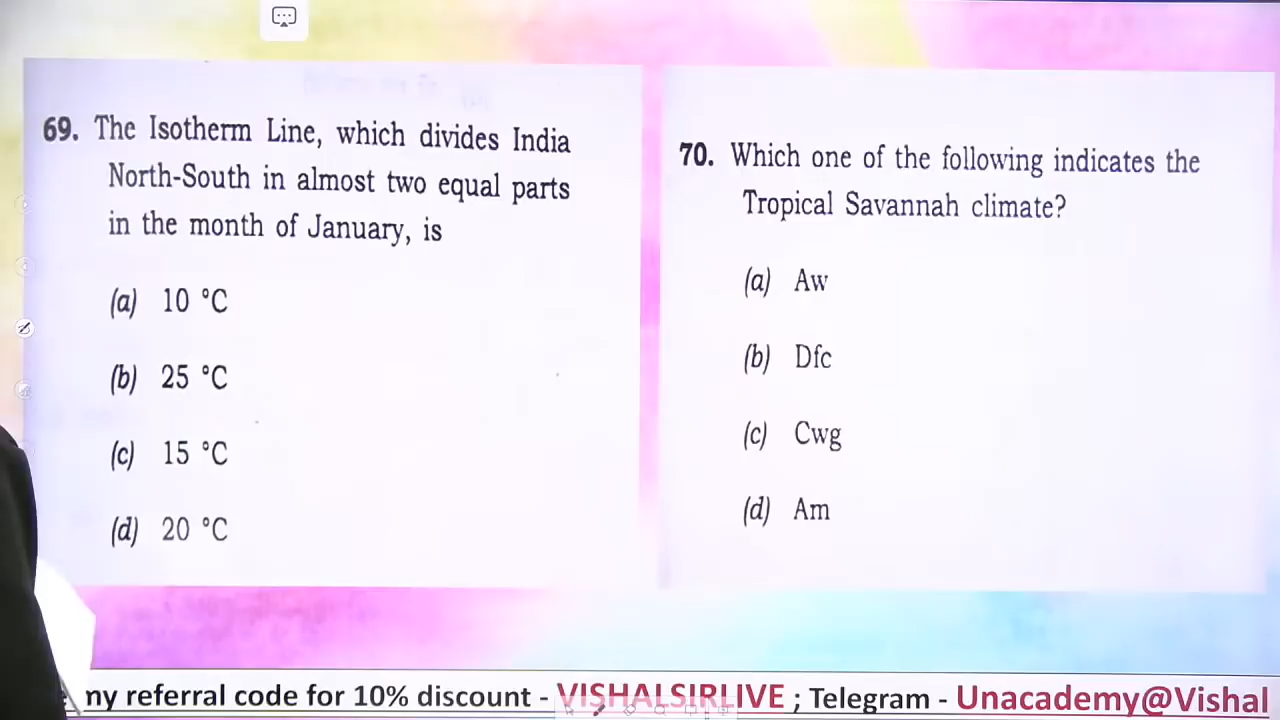 69. The Isotherm Line, which divides India
North-South in almost two equal parts
in the month of January, is
(a) 10 °C
(b) 25 °C
(c) 15 °C
(d) 20 °C
70. Which one of the following indicates the
Tropical Savannah climate?
(a) Aw
(b) Dfc
(c) Cwg
(d) Am
my referral code for 10% discount - VISHALSIRLIVE ; Telegram - Unacademy@Vishal